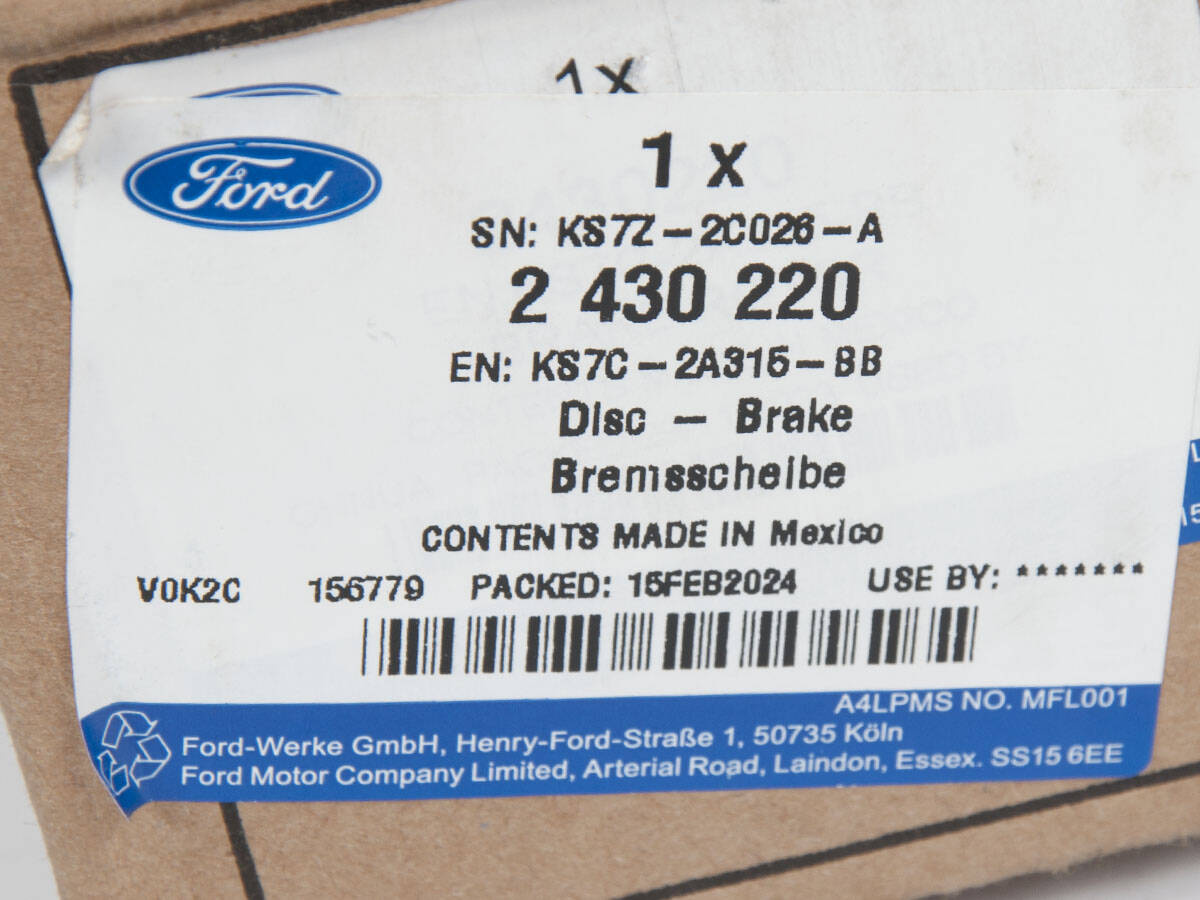 1 x
Ford
1 x
SN: KS7Z-2C026-A
2 430 220
EN: KS7C-2A315-BB
Disc - Brake
Bremsscheibe
CONTENTS MADE IN Mexico
V0K2C 156779 PACKED: 15FEB2024 USE BY: *******
A4LPMS NO. MFL001
Ford-Werke GmbH, Henry-Ford-Straße 1, 50735 Köln
Ford Motor Company Limited, Arterial Road, Laindon, Essex. SS15 6EE